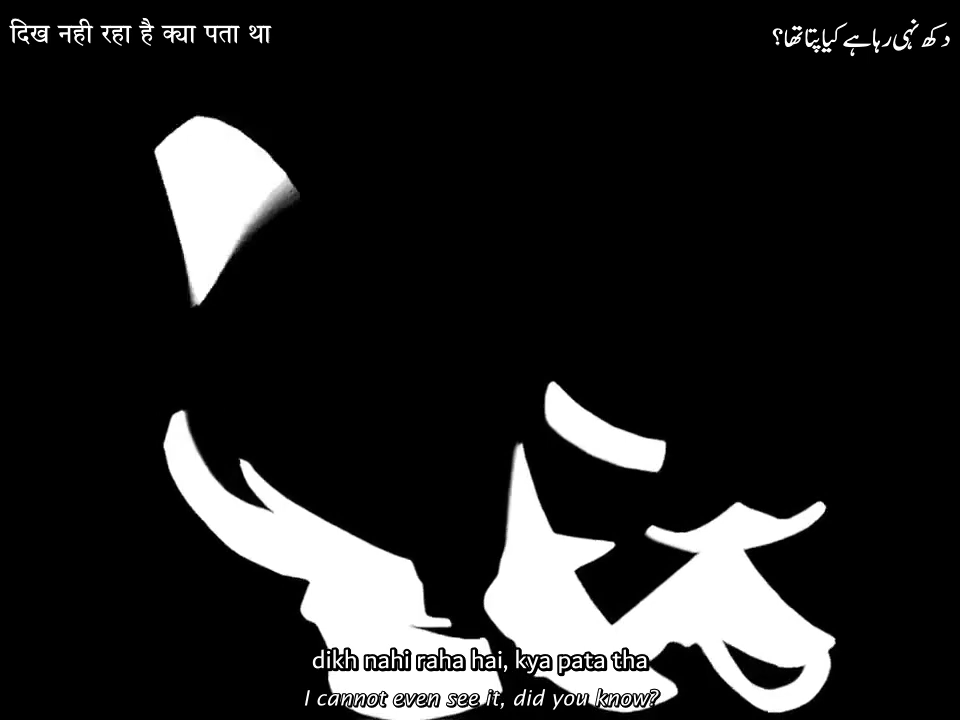 दिख नही रहा है क्या पता था
دکھ نہی رہا ہے کیا پتا تھا؟
dikh nahi raha hai, kya pata tha
I cannot even see it, did you know?